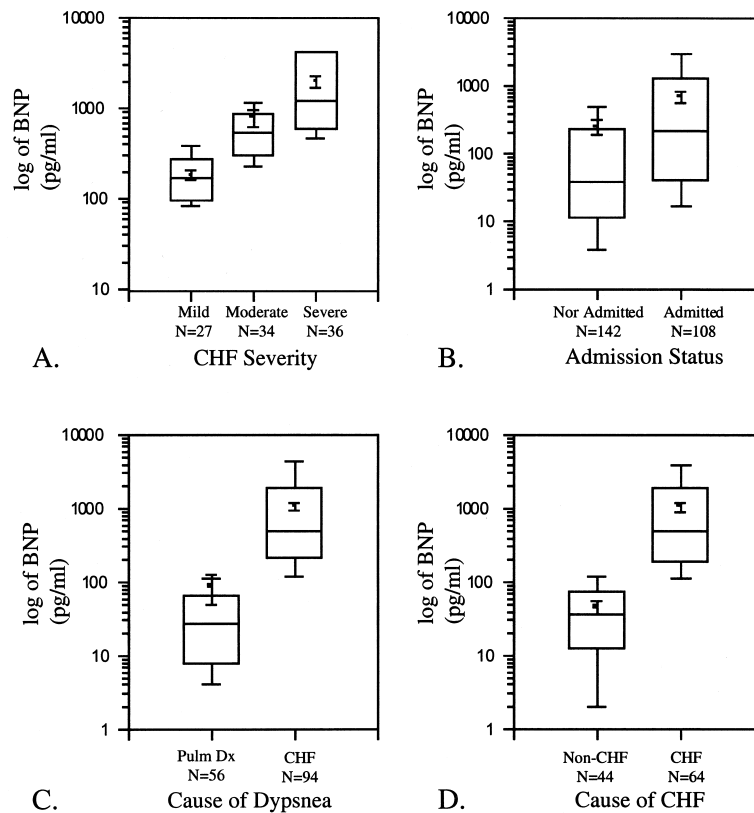 10000
1000
100
10
log of BNP
(pg/ml)
Mild Moderate Severe
N=27 N=34 N=36
A. CHF Severity
10000
1000
100
10
1
log of BNP
(pg/ml)
Nor Admitted Admitted
N=142 N=108
B. Admission Status
10000
1000
100
10
1
log of BNP
(pg/ml)
Pulm Dx CHF
N=56 N=94
C. Cause of Dypsnea
10000
1000
100
10
1
log of BNP
(pg/ml)
Non-CHF CHF
N=44 N=64
D. Cause of CHF